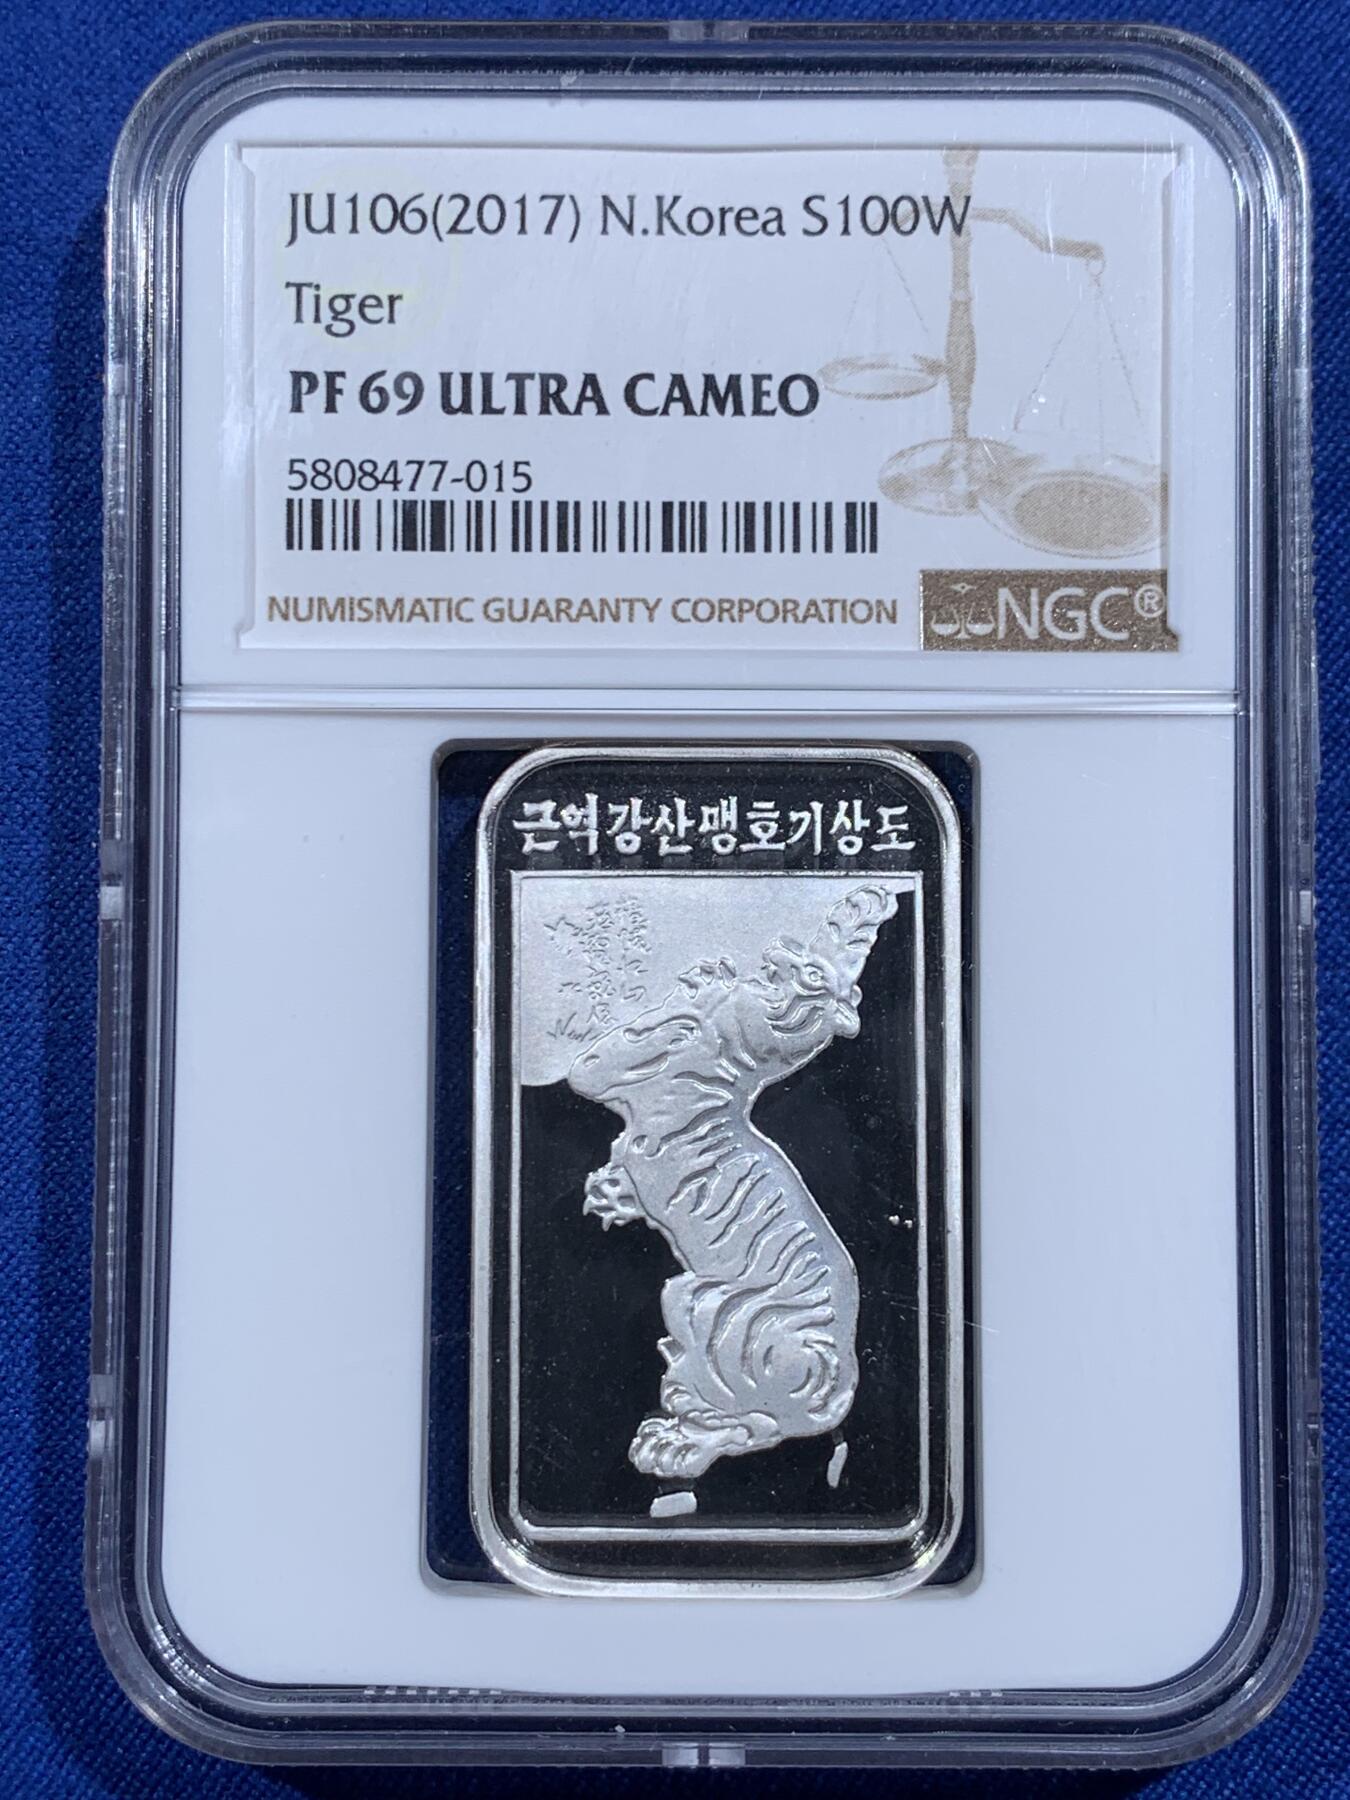 JU106(2017) N.Korea S100W
Tiger
PF 69 ULTRA CAMEO
5808477-015
NUMISMATIC GUARANTY CORPORATION
NGC®
근역강산맹호기상도